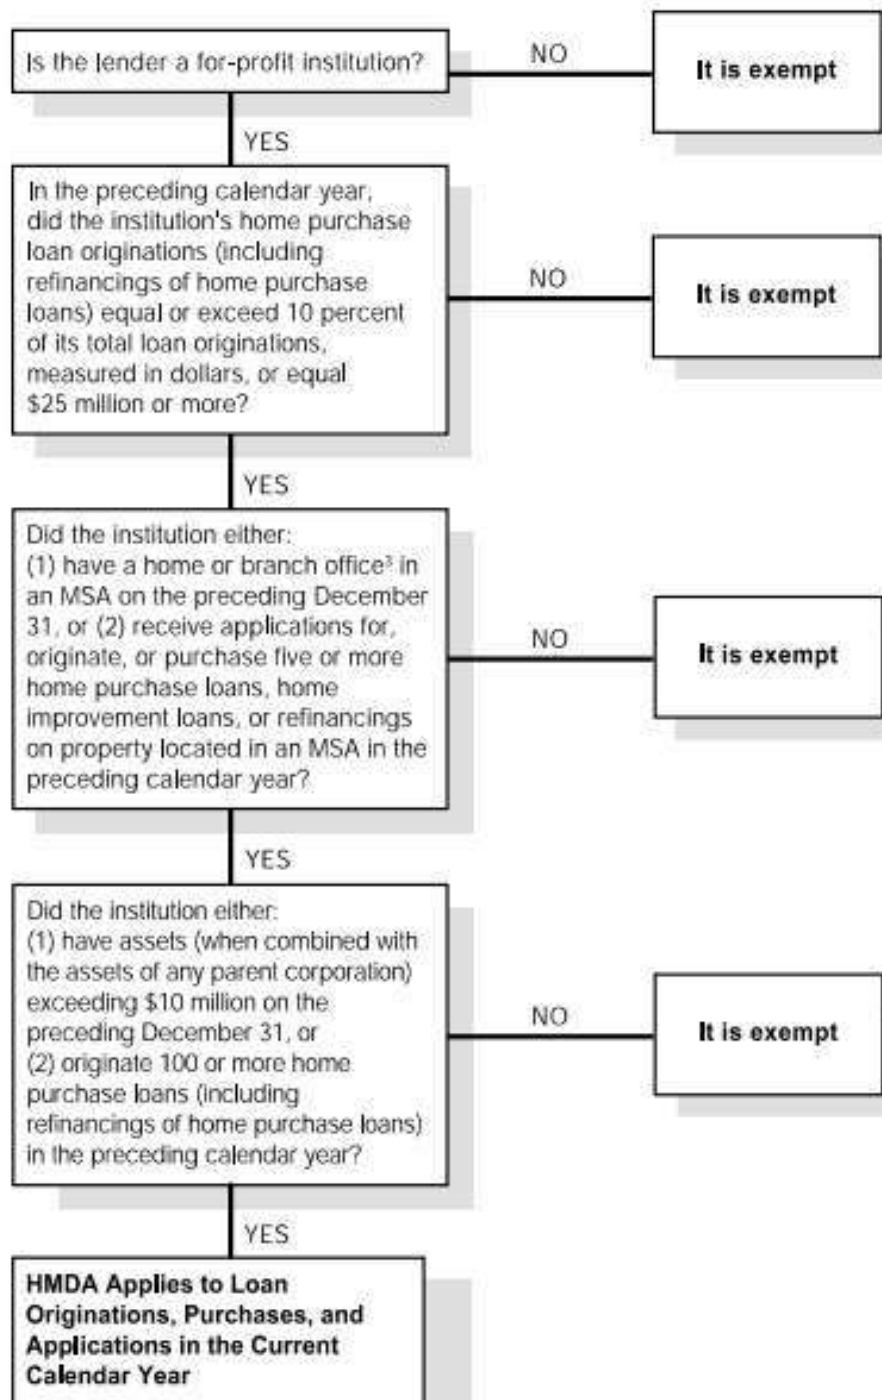 Is the lender a for-profit institution?
NO
It is exempt
YES
In the preceding calendar year,
did the institution's home purchase
loan originations (including
refinancings of home purchase
loans) equal or exceed 10 percent
of its total loan originations,
measured in dollars, or equal
$25 million or more?
NO
It is exempt
YES
Did the institution either:
(1) have a home or branch office³ in
an MSA on the preceding December
31, or (2) receive applications for,
originate, or purchase five or more
home purchase loans, home
improvement loans, or refinancings
on property located in an MSA in the
preceding calendar year?
NO
It is exempt
YES
Did the institution either:
(1) have assets (when combined with
the assets of any parent corporation)
exceeding $10 million on the
preceding December 31, or
(2) originate 100 or more home
purchase loans (including
refinancings of home purchase loans)
in the preceding calendar year?
NO
It is exempt
YES
HMDA Applies to Loan
Originations, Purchases, and
Applications in the Current
Calendar Year